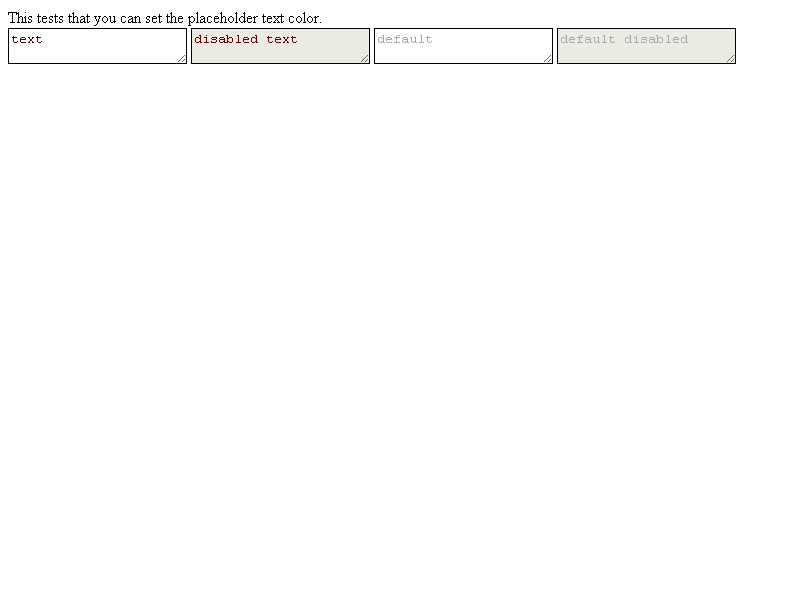 This tests that you can set the placeholder text color.
text disabled text default default disabled